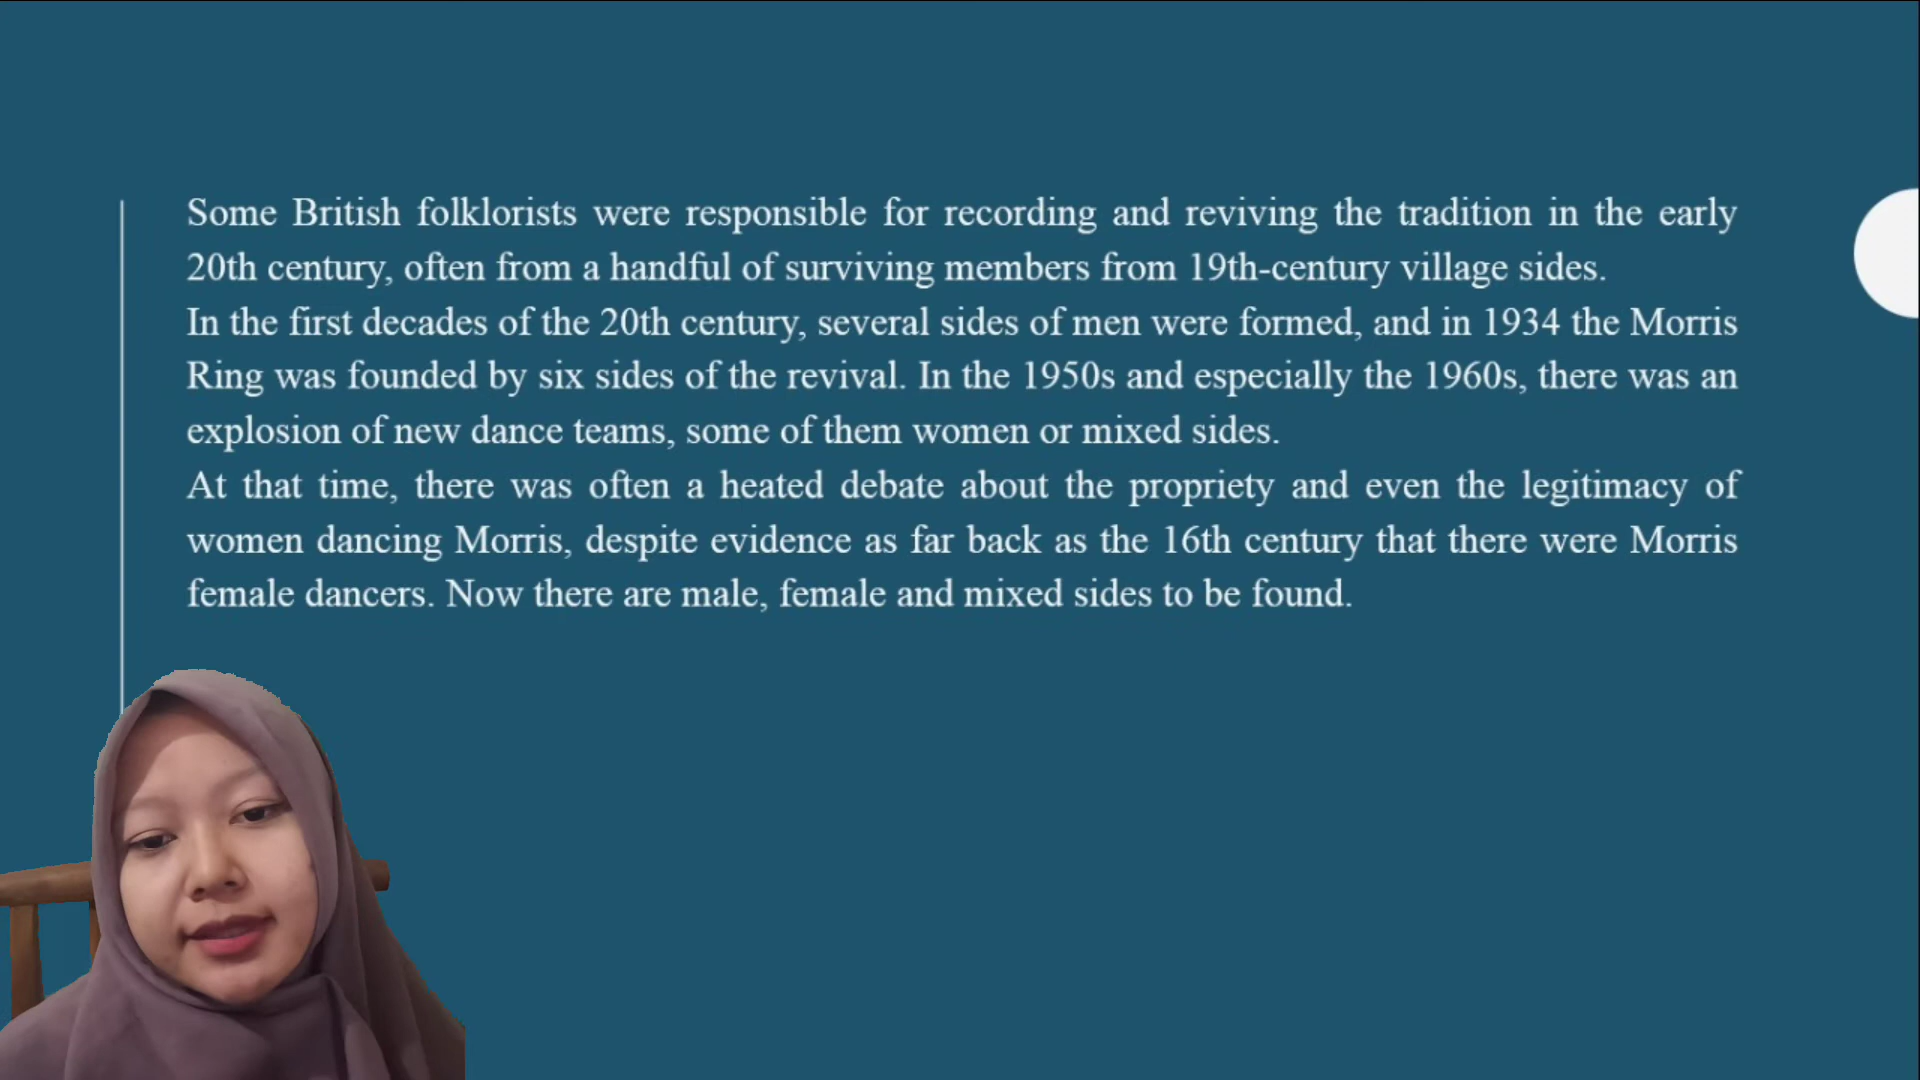 Some British folklorists were responsible for recording and reviving the tradition in the early
20th century, often from a handful of surviving members from 19th-century village sides.
In the first decades of the 20th century, several sides of men were formed, and in 1934 the Morris
Ring was founded by six sides of the revival. In the 1950s and especially the 1960s, there was an
explosion of new dance teams, some of them women or mixed sides.
At that time, there was often a heated debate about the propriety and even the legitimacy of
women dancing Morris, despite evidence as far back as the 16th century that there were Morris
female dancers. Now there are male, female and mixed sides to be found.